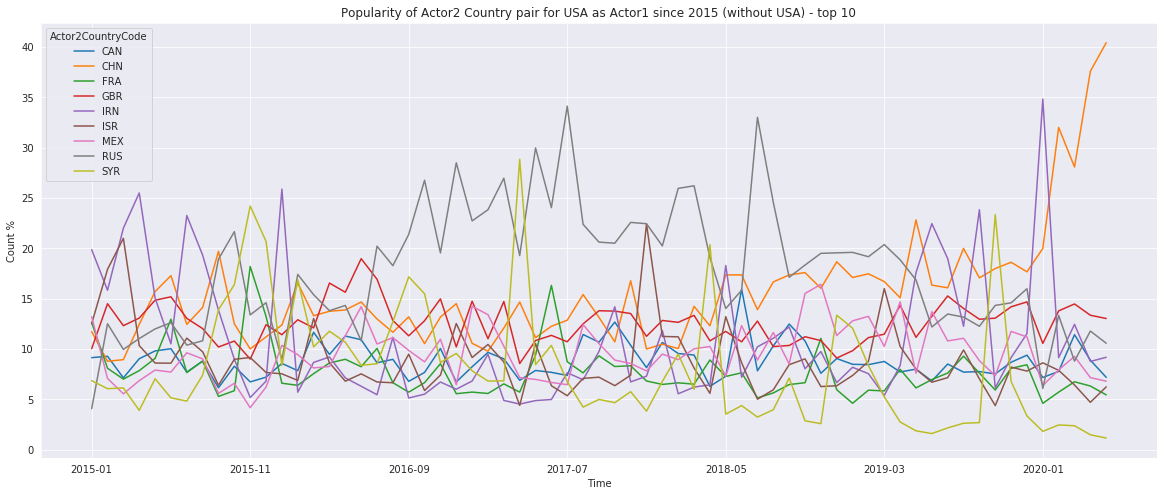 Popularity of Actor2 Country pair for USA as Actor1 since 2015 (without USA) - top 10
Actor2CountryCode
CAN
CHN
FRA
GBR
IRN
ISR
MEX
RUS
SYR
Count %
40
35
30
25
20
15
10
5
0
2015-01
2015-11
2016-09
2017-07
2018-05
2019-03
2020-01
Time